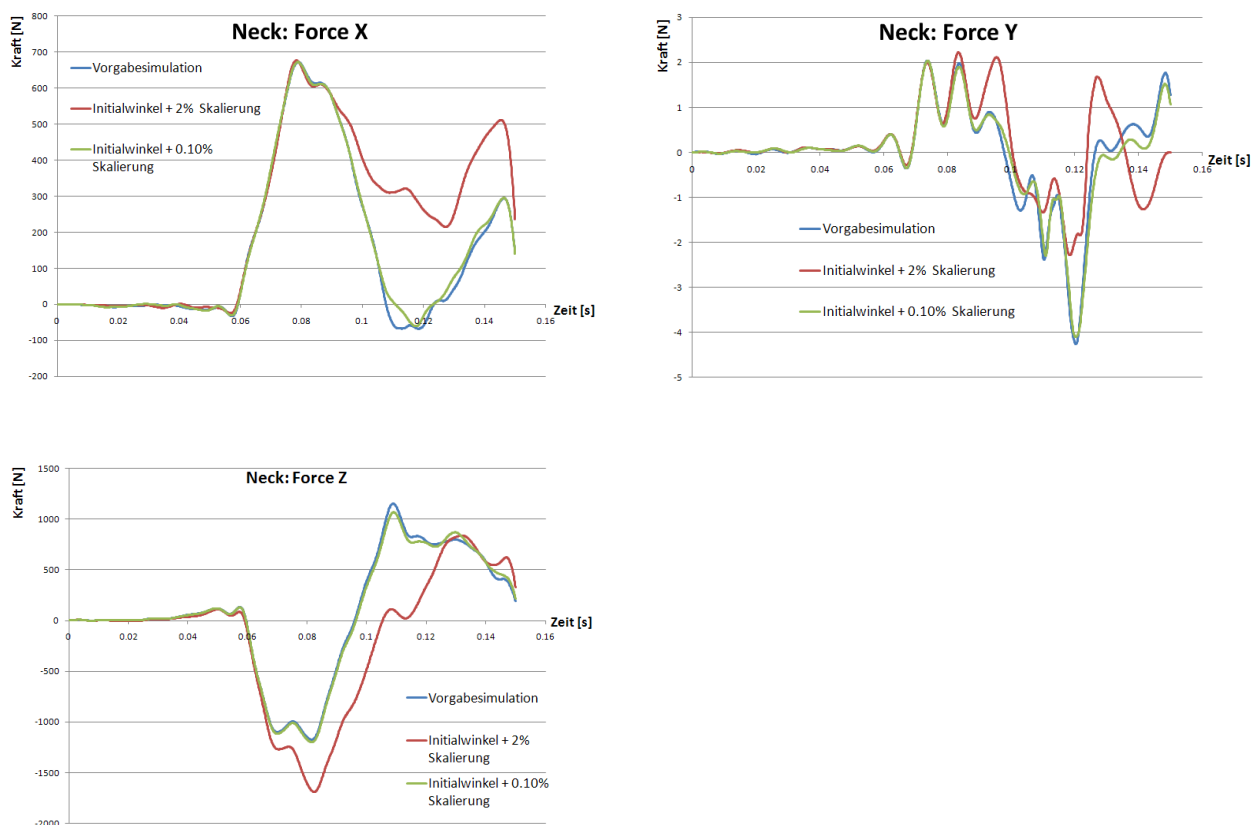 Neck: Force X
Kraft [N]
800
700
600
500
400
300
200
100
0
-100
-200
0
0.02
0.04
0.06
0.08
0.1
0.12
0.14
0.16
Zeit [s]
Vorgabesimulation
Initialwinkel + 2% Skalierung
Initialwinkel + 0.10%
Skalierung
Neck: Force Y
Kraft [N]
3
2
1
0
-1
-2
-3
-4
-5
0
0.02
0.04
0.06
0.08
0.1
0.12
0.14
0.16
Zeit [s]
Vorgabesimulation
Initialwinkel + 2% Skalierung
Initialwinkel + 0.10% Skalierung
Neck: Force Z
Kraft [N]
1500
1000
500
0
-500
-1000
-1500
-2000
0
0.02
0.04
0.06
0.08
0.1
0.12
0.14
0.16
Zeit [s]
Vorgabesimulation
Initialwinkel + 2%
Skalierung
Initialwinkel + 0.10%
Skalierung